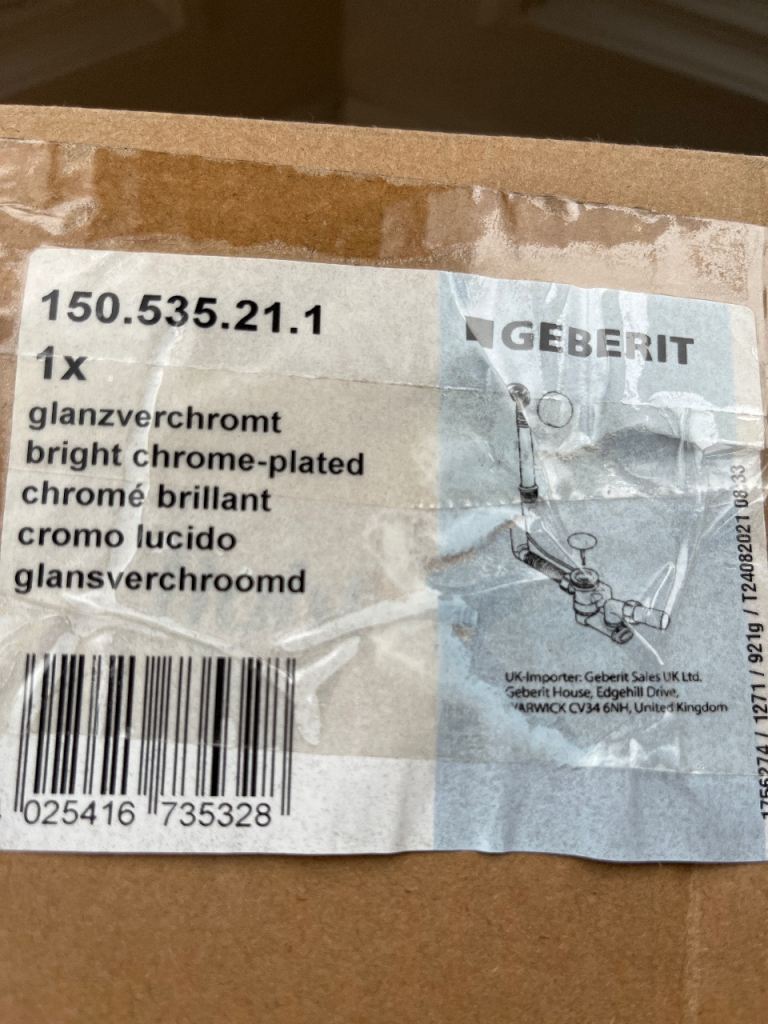 150.535.21.1
1x
glanzverchromt
bright chrome-plated
chromé brillant
cromo lucido
glansverchroomd
025416 735328
GEBERIT
UK-Importer: Geberit Sales UK Ltd.
Geberit House, Edgehill Drive,
WARWICK CV34 6NH, United Kingdom
1756274 / 1271 / 921g / T24082021 08:33